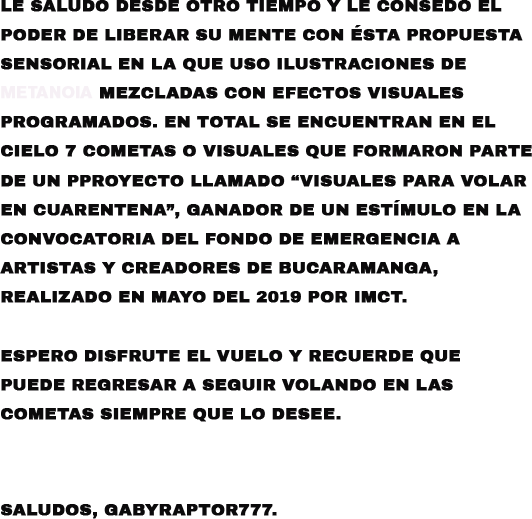 LE SALUDO DESDE OTRO TIEMPO Y LE CONSEDO EL
PODER DE LIBERAR SU MENTE CON ÉSTA PROPUESTA
SENSORIAL EN LA QUE USO ILUSTRACIONES DE
METANOIA MEZCLADAS CON EFECTOS VISUALES
PROGRAMADOS. EN TOTAL SE ENCUENTRAN EN EL
CIELO 7 COMETAS O VISUALES QUE FORMARON PARTE
DE UN PPROYECTO LLAMADO “VISUALES PARA VOLAR
EN CUARENTENA”, GANADOR DE UN ESTÍMULO EN LA
CONVOCATORIA DEL FONDO DE EMERGENCIA A
ARTISTAS Y CREADORES DE BUCARAMANGA,
REALIZADO EN MAYO DEL 2019 POR IMCT.
ESPERO DISFRUTE EL VUELO Y RECUERDE QUE
PUEDE REGRESAR A SEGUIR VOLANDO EN LAS
COMETAS SIEMPRE QUE LO DESEE.
SALUDOS, GABYRAPTOR777.